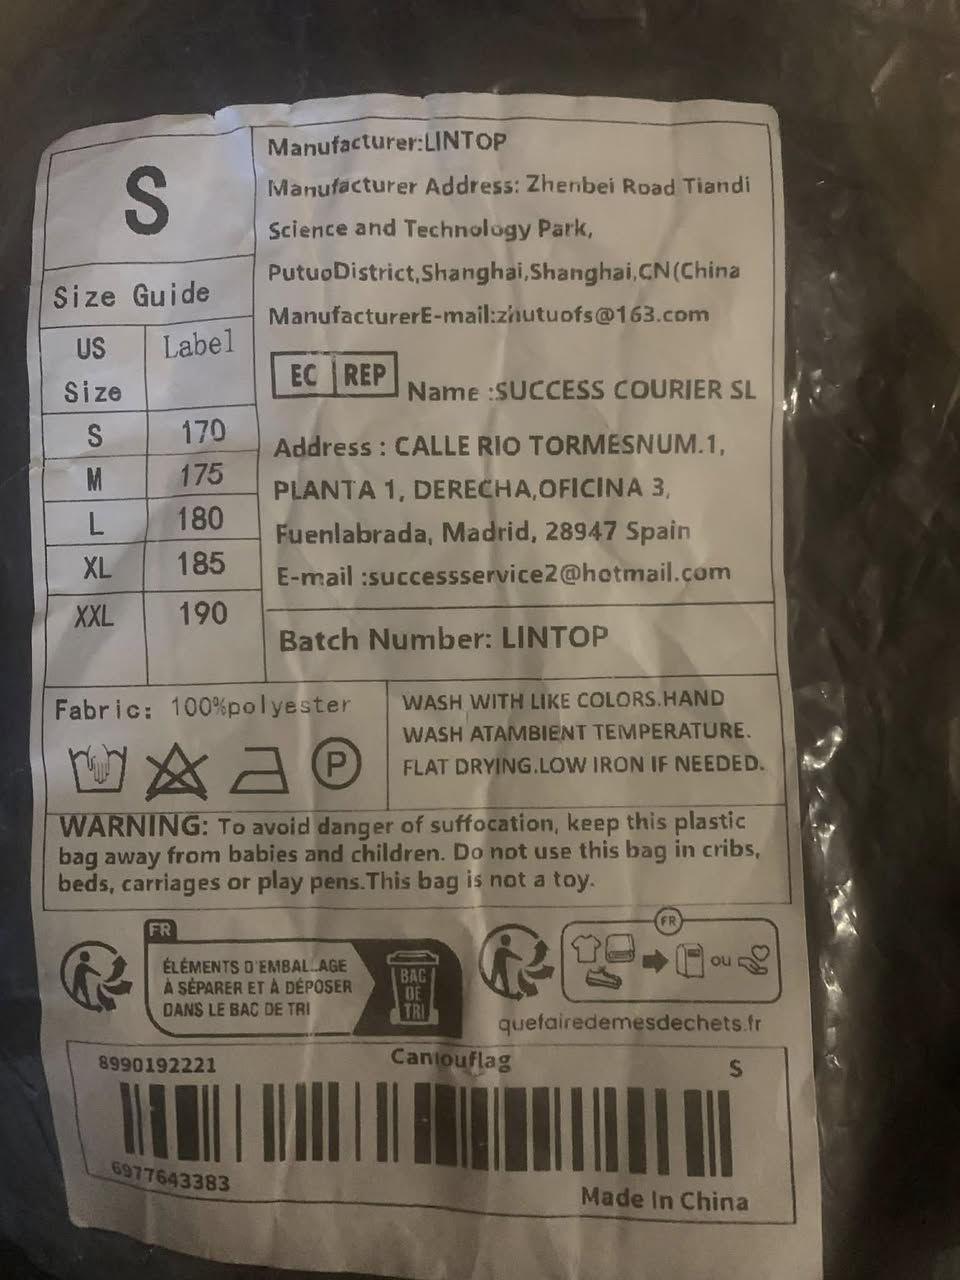 S
Size Guide
US Size Label
S 170
M 175
L 180
XL 185
XXL 190
Manufacturer:LINTOP
Manufacturer Address: Zhenbei Road Tiandi
Science and Technology Park,
PutuoDistrict,Shanghai,Shanghai,CN(China
ManufacturerE-mail:zhutuofs@163.com
EC REP Name :SUCCESS COURIER SL
Address : CALLE RIO TORMESNUM.1,
PLANTA 1, DERECHA,OFICINA 3,
Fuenlabrada, Madrid, 28947 Spain
E-mail :successservice2@hotmail.com
Batch Number: LINTOP
Fabric: 100%polyester
P
WASH WITH LIKE COLORS.HAND
WASH ATAMBIENT TEMPERATURE.
FLAT DRYING.LOW IRON IF NEEDED.
WARNING: To avoid danger of suffocation, keep this plastic
bag away from babies and children. Do not use this bag in cribs,
beds, carriages or play pens.This bag is not a toy.
FR
ÉLÉMENTS D'EMBALLAGE
À SÉPARER ET À DÉPOSER
DANS LE BAC DE TRI
BAC
DE
TRI
FR
ou
quefairedemesdechets.fr
8990192221 Camouflag S
6977643383
Made In China